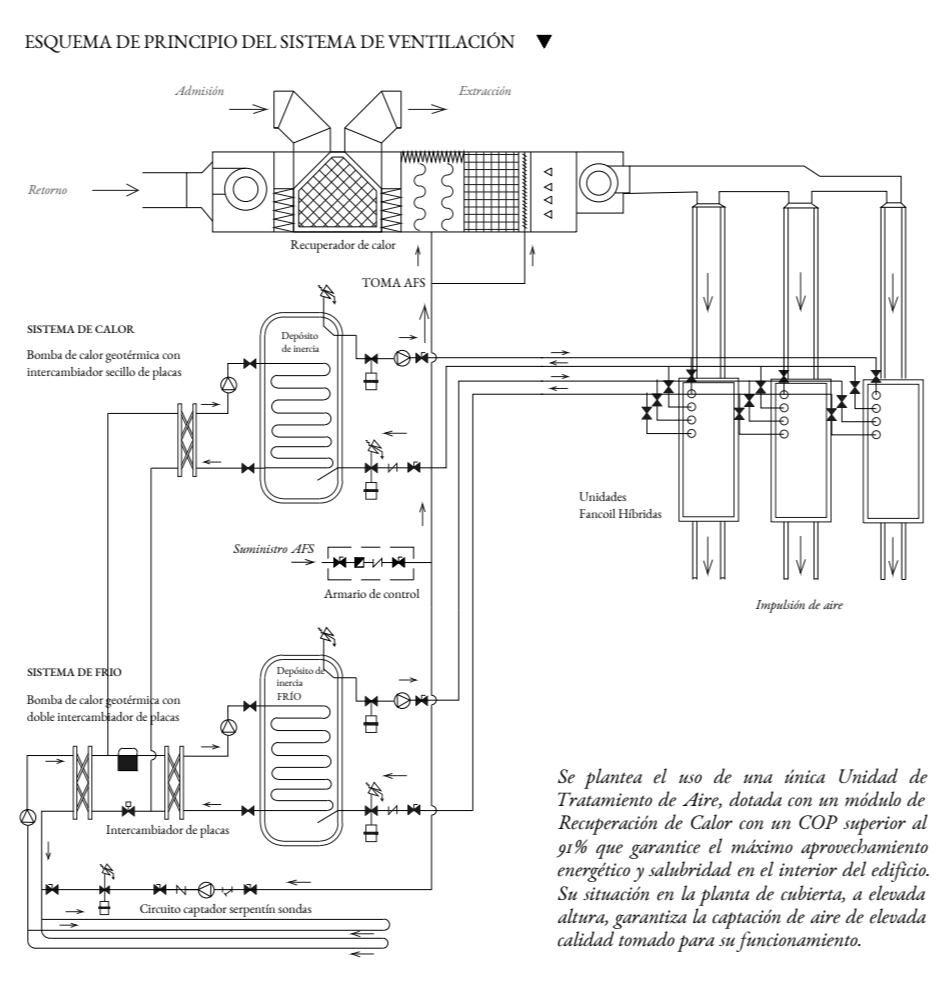 ESQUEMA DE PRINCIPIO DEL SISTEMA DE VENTILACIÓN
Admisión
Extracción
Retorno
Recuperador de calor
TOMA AFS
SISTEMA DE CALOR
Bomba de calor geotérmica con
intercambiador secillo de placas
Depósito
de inercia
Unidades
Fancoil Híbridas
Suministro AFS
Armario de control
Impulsión de aire
SISTEMA DE FRIO
Bomba de calor geotérmica con
doble intercambiador de placas
Depósito de
inercia
FRÍO
Intercambiador de placas
Circuito captador serpentín sondas
Se plantea el uso de una única Unidad de
Tratamiento de Aire, dotada con un módulo de
Recuperación de Calor con un COP superior al
91% que garantice el máximo aprovechamiento
energético y salubridad en el interior del edificio.
Su situación en la planta de cubierta, a elevada
altura, garantiza la captación de aire de elevada
calidad tomado para su funcionamiento.